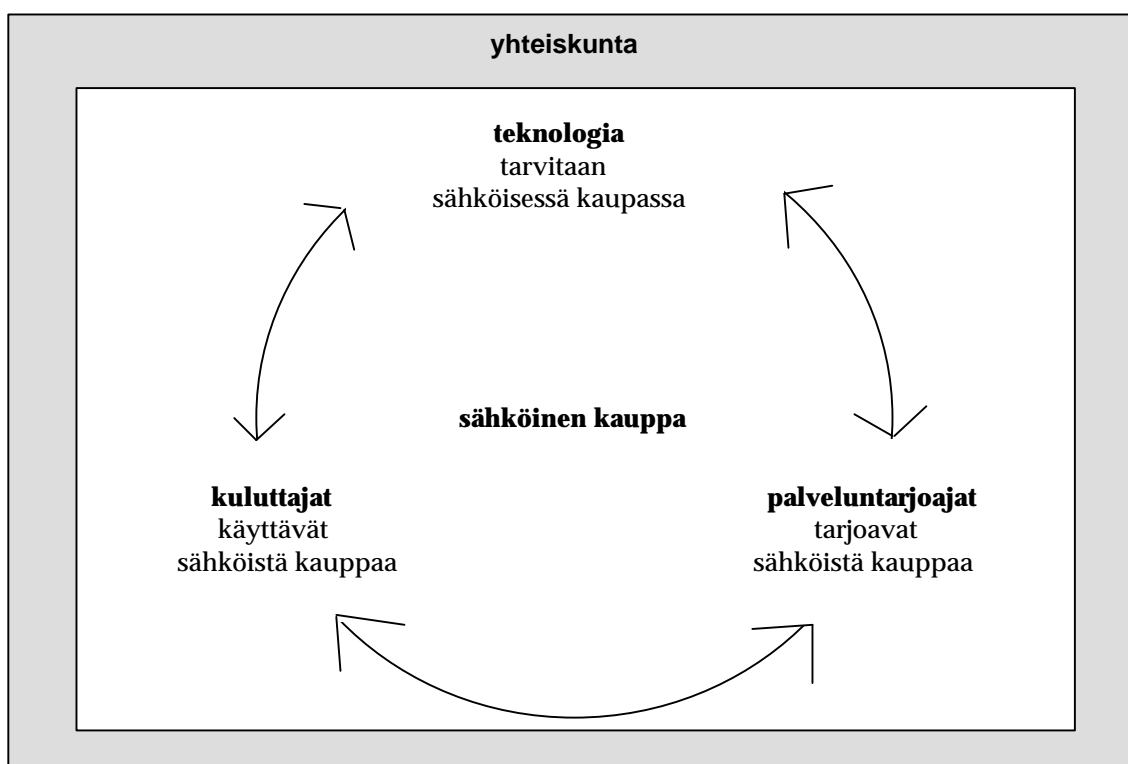 yhteiskunta
teknologia
tarvitaan
sähköisessä kaupassa
sähköinen kauppa
kuluttajat
käyttävät
sähköistä kauppaa
palveluntarjoajat
tarjoavat
sähköistä kauppaa